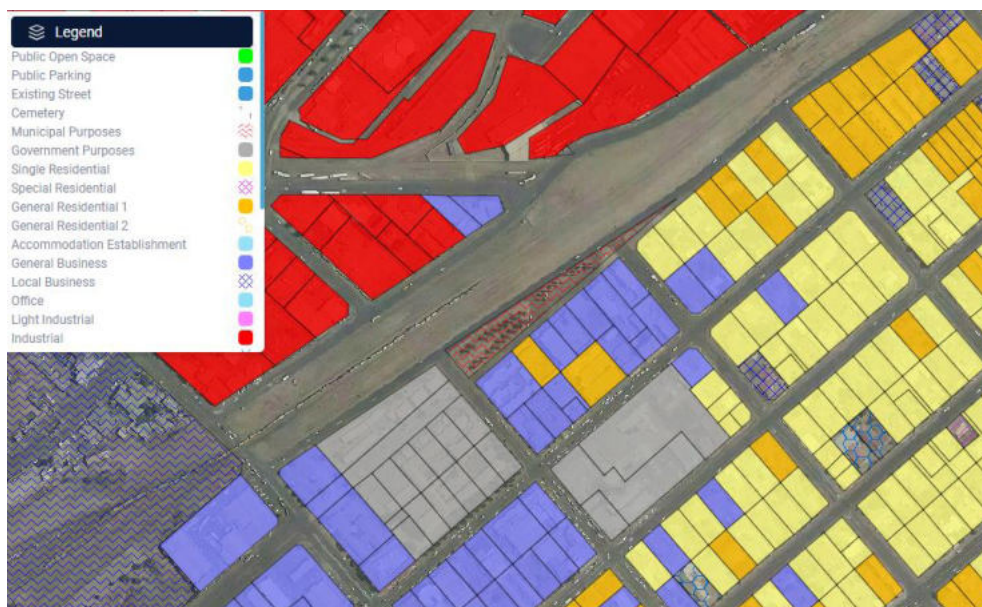 Legend
Public Open Space
Public Parking
Existing Street
Cemetery
Municipal Purposes
Government Purposes
Single Residential
Special Residential
General Residential 1
General Residential 2
Accommodation Establishment
General Business
Local Business
Office
Light Industrial
Industrial